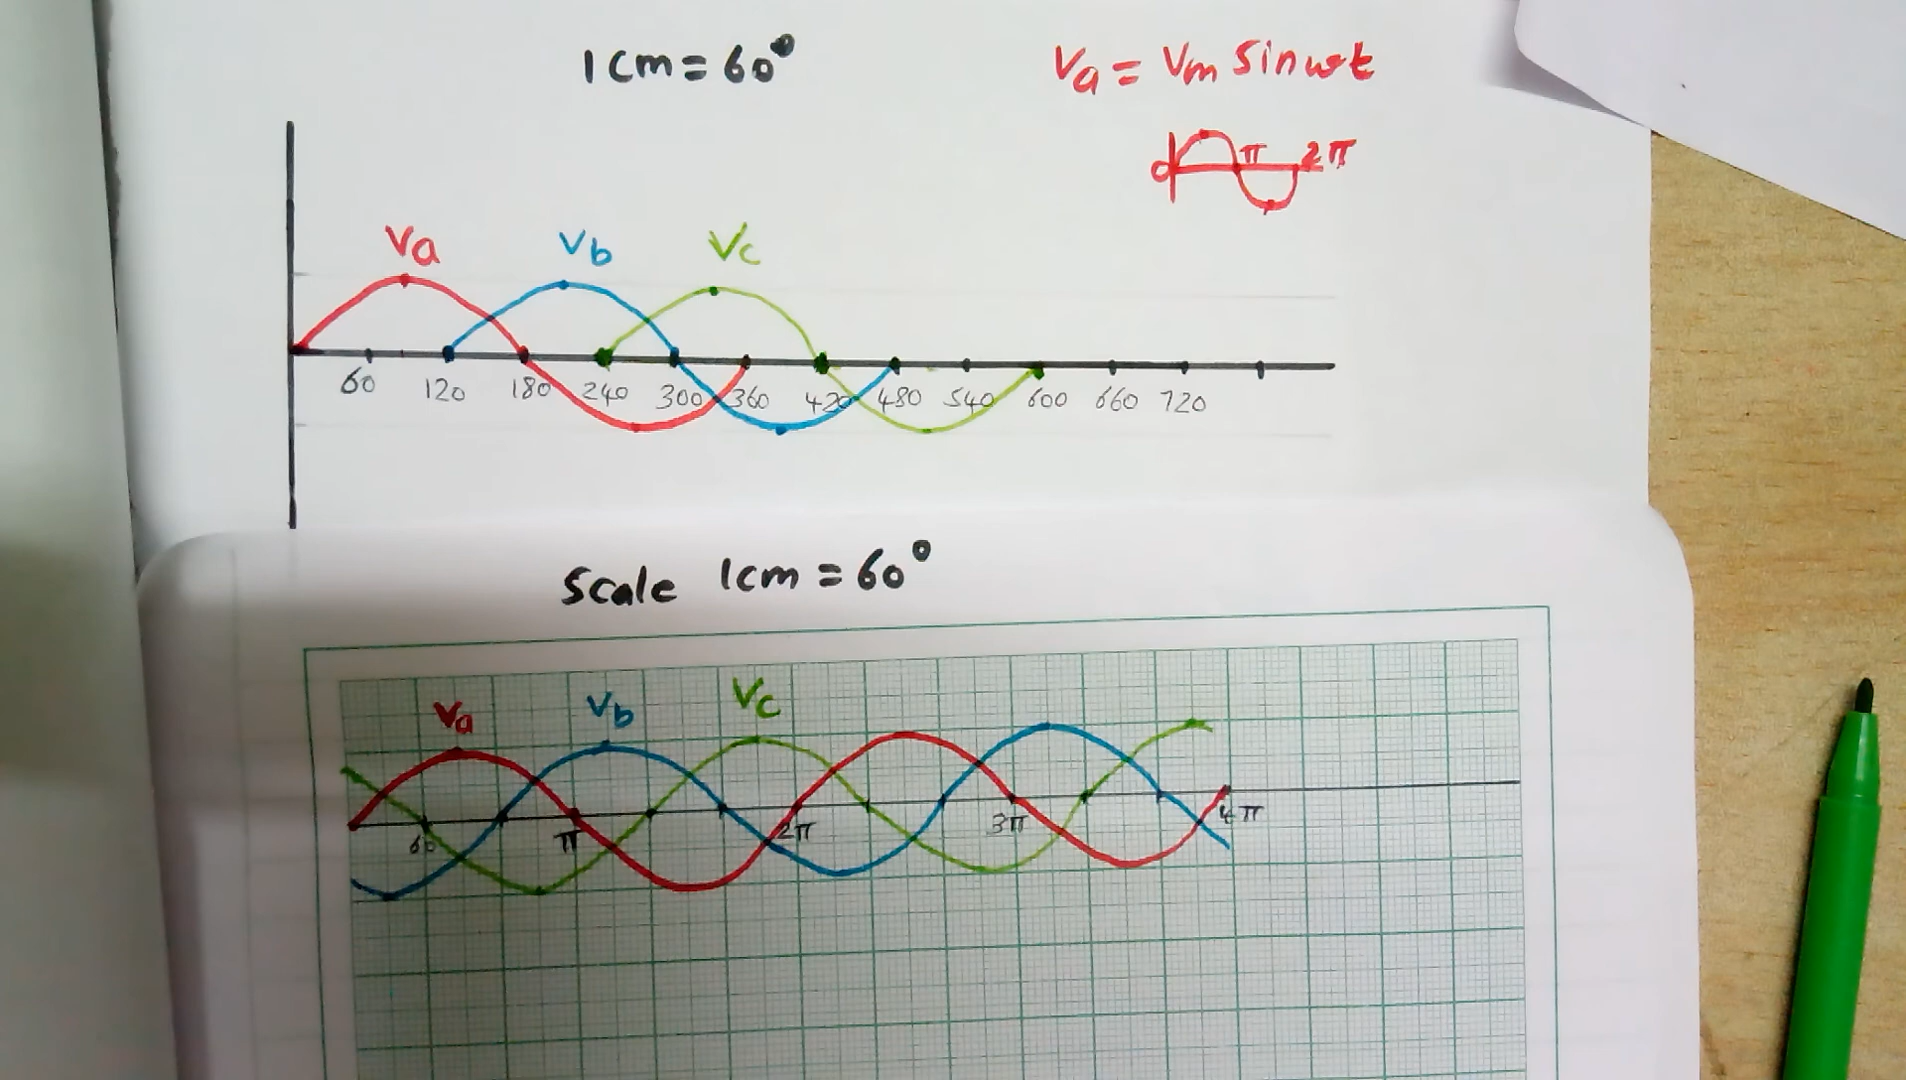 1cm = 60°
Va = Vm Sinωt
0 π 2π
Va Vb Vc
60 120 180 240 300 360 420 480 540 600 660 720
Scale 1cm = 60°
Va Vb Vc
60 π 2π 3π 4π